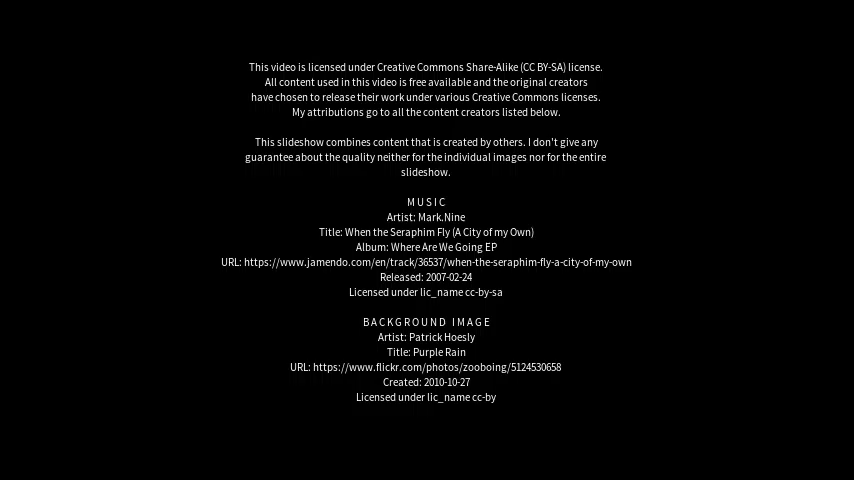 This video is licensed under Creative Commons Share-Alike (CC BY-SA) license.
All content used in this video is free available and the original creators
have chosen to release their work under various Creative Commons licenses.
My attributions go to all the content creators listed below.
This slideshow combines content that is created by others. I don't give any
guarantee about the quality neither for the individual images nor for the entire
slideshow.
MUSIC
Artist: Mark.Nine
Title: When the Seraphim Fly (A City of my Own)
Album: Where Are We Going EP
URL: https://www.jamendo.com/en/track/36537/when-the-seraphim-fly-a-city-of-my-own
Released: 2007-02-24
Licensed under lic_name cc-by-sa
BACKGROUND IMAGE
Artist: Patrick Hoesly
Title: Purple Rain
URL: https://www.flickr.com/photos/zooboing/5124530658
Created: 2010-10-27
Licensed under lic_name cc-by